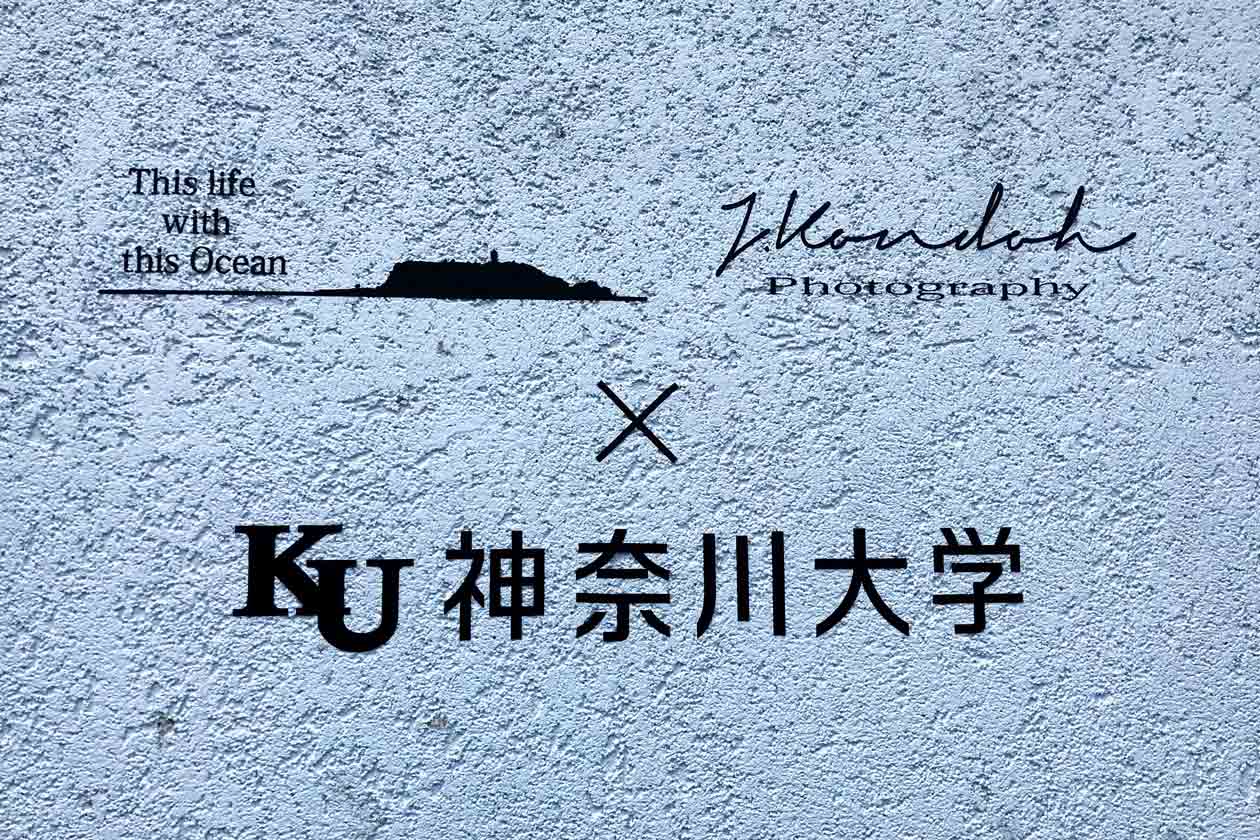 This life
with
this Ocean
J.Kondoh
Photography
×
KU 神奈川大学